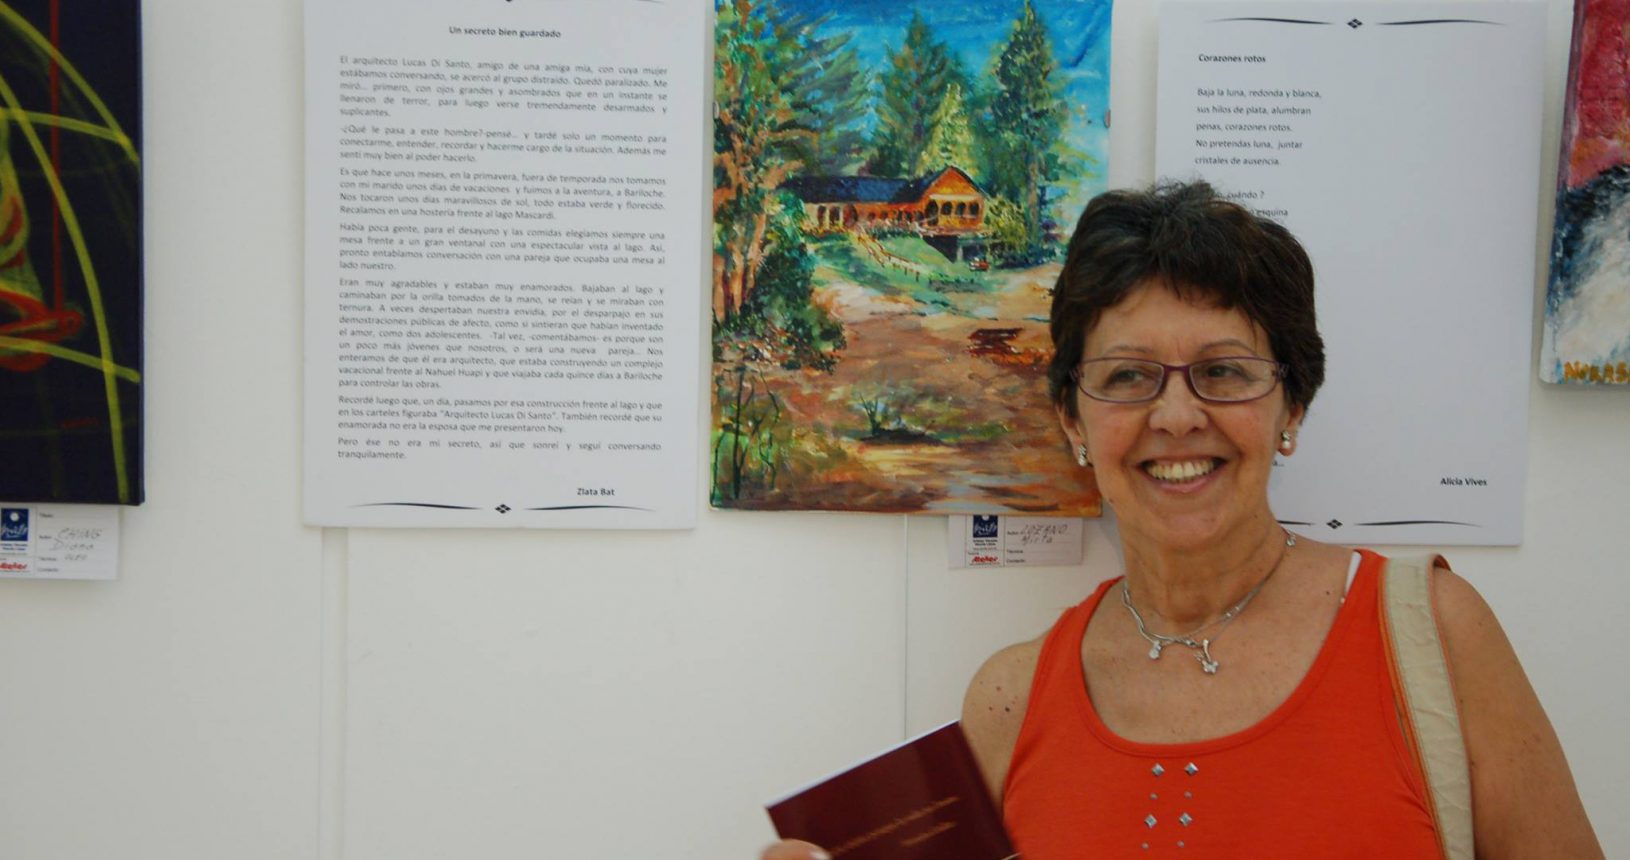 Un secreto bien guardado
El arquitecto Lucas Di Santo, amigo de una amiga mía, con cuya mujer
estábamos conversando, se acercó al grupo distraído. Quedó paralizado. Me
miró... primero, con ojos grandes y asombrados que en un instante se
llenaron de terror, para luego verse tremendamente desarmados y
suplicantes.
-¿Qué le pasa a este hombre?-pensé... y tardé solo un momento para
conectarme, entender, recordar y hacerme cargo de la situación. Además me
sentí muy bien al poder hacerlo.
Es que hace unos meses, en la primavera, fuera de temporada nos tomamos
con mi marido unos días de vacaciones y fuimos a la aventura, a Bariloche.
Nos tocaron unos días maravillosos de sol, todo estaba verde y florecido.
Recalamos en una hostería frente al lago Mascardi.
Había poca gente, para el desayuno y las comidas elegíamos siempre una
mesa frente a un gran ventanal con una espectacular vista al lago. Así,
pronto entablamos conversación con una pareja que ocupaba una mesa al
lado nuestro.
Eran muy agradables y estaban muy enamorados. Bajaban al lago y
caminaban por la orilla tomados de la mano, se reían y se miraban con
ternura. A veces despertaban nuestra envidia, por el desparpajo en sus
demostraciones públicas de afecto, como si sintieran que habían inventado
el amor, como dos adolescentes. -Tal vez, -comentábamos- es porque son
un poco más jóvenes que nosotros, o será una nueva pareja... Nos
enteramos de que él era arquitecto, que estaba construyendo un complejo
vacacional frente al Nahuel Huapi y que viajaba cada quince días a Bariloche
para controlar las obras.
Recordé luego que, un día, pasamos por esa construcción frente al lago y que
en los carteles figuraba "Arquitecto Lucas Di Santo". También recordé que su
enamorada no era la esposa que me presentaron hoy.
Pero ése no era mi secreto, así que sonreí y seguí conversando
tranquilamente.
Zlata Bat
Corazones rotos
Baja la luna, redonda y blanca,
sus hilos de plata, alumbran
penas, corazones rotos.
No pretendas luna, juntar
cristales de ausencia.
¿cuándo ?
esquina
Alicia Vives
CHING
Diana
Atelier
Autor: LOZANO
Mirta
Técnica:
Contacto:
Atelier